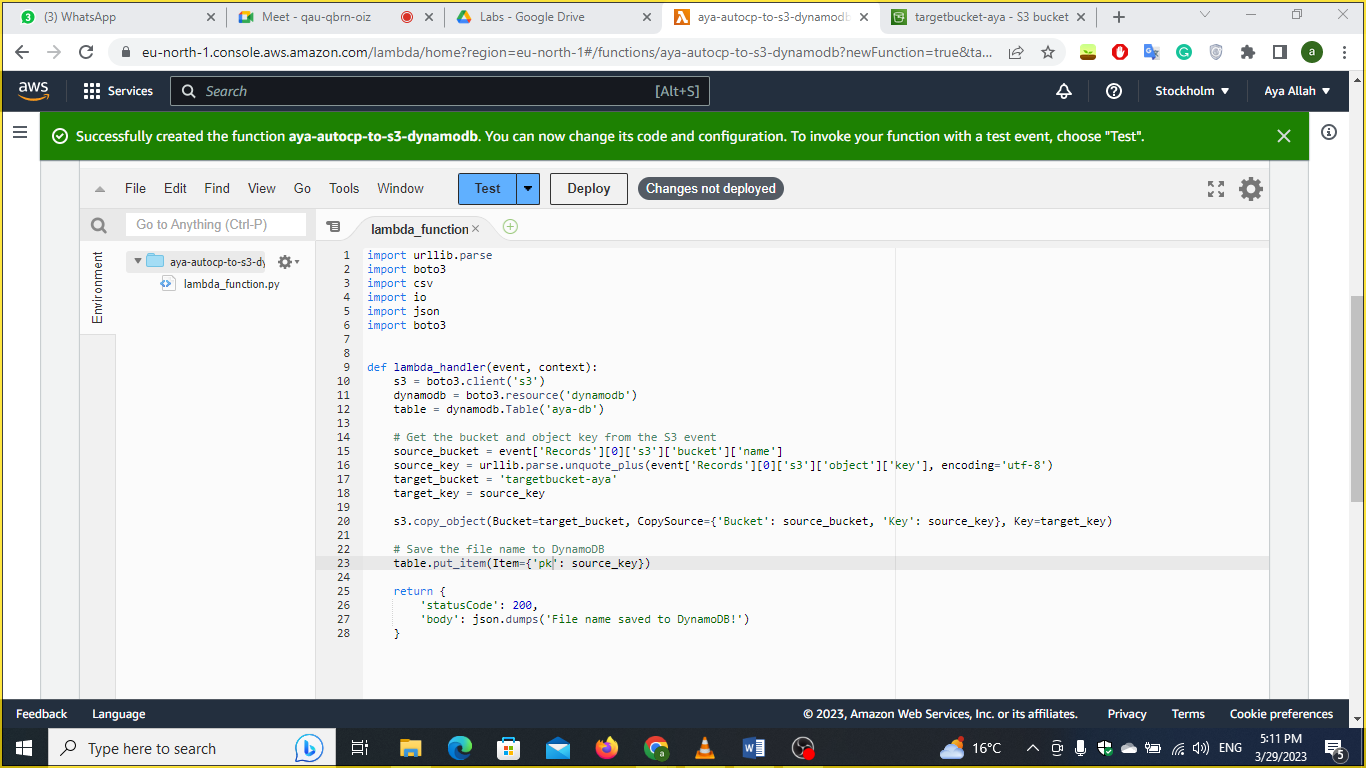 (3) WhatsApp
Meet - qau-qbrn-oiz
Labs - Google Drive
aya-autocp-to-s3-dynamodb
targetbucket-aya - S3 bucket
eu-north-1.console.aws.amazon.com/lambda/home?region=eu-north-1#/functions/aya-autocp-to-s3-dynamodb?newFunction=true&ta...
a
aws
Services
Search
[Alt+S]
Stockholm
Aya Allah
Successfully created the function aya-autocp-to-s3-dynamodb. You can now change its code and configuration. To invoke your function with a test event, choose "Test".
File Edit Find View Go Tools Window
Test
Deploy
Changes not deployed
Go to Anything (Ctrl-P)
lambda_function
Environment
aya-autocp-to-s3-dy
lambda_function.py
1 import urllib.parse
2 import boto3
3 import csv
4 import io
5 import json
6 import boto3
7
8
9 def lambda_handler(event, context):
10 s3 = boto3.client('s3')
11 dynamodb = boto3.resource('dynamodb')
12 table = dynamodb.Table('aya-db')
13
14 # Get the bucket and object key from the S3 event
15 source_bucket = event['Records'][0]['s3']['bucket']['name']
16 source_key = urllib.parse.unquote_plus(event['Records'][0]['s3']['object']['key'], encoding='utf-8')
17 target_bucket = 'targetbucket-aya'
18 target_key = source_key
19
20 s3.copy_object(Bucket=target_bucket, CopySource={'Bucket': source_bucket, 'Key': source_key}, Key=target_key)
21
22 # Save the file name to DynamoDB
23 table.put_item(Item={'pk': source_key})
24
25 return {
26 'statusCode': 200,
27 'body': json.dumps('File name saved to DynamoDB!')
28 }
Feedback
Language
© 2023, Amazon Web Services, Inc. or its affiliates.
Privacy
Terms
Cookie preferences
Type here to search
16°C
ENG
5:11 PM
3/29/2023
5